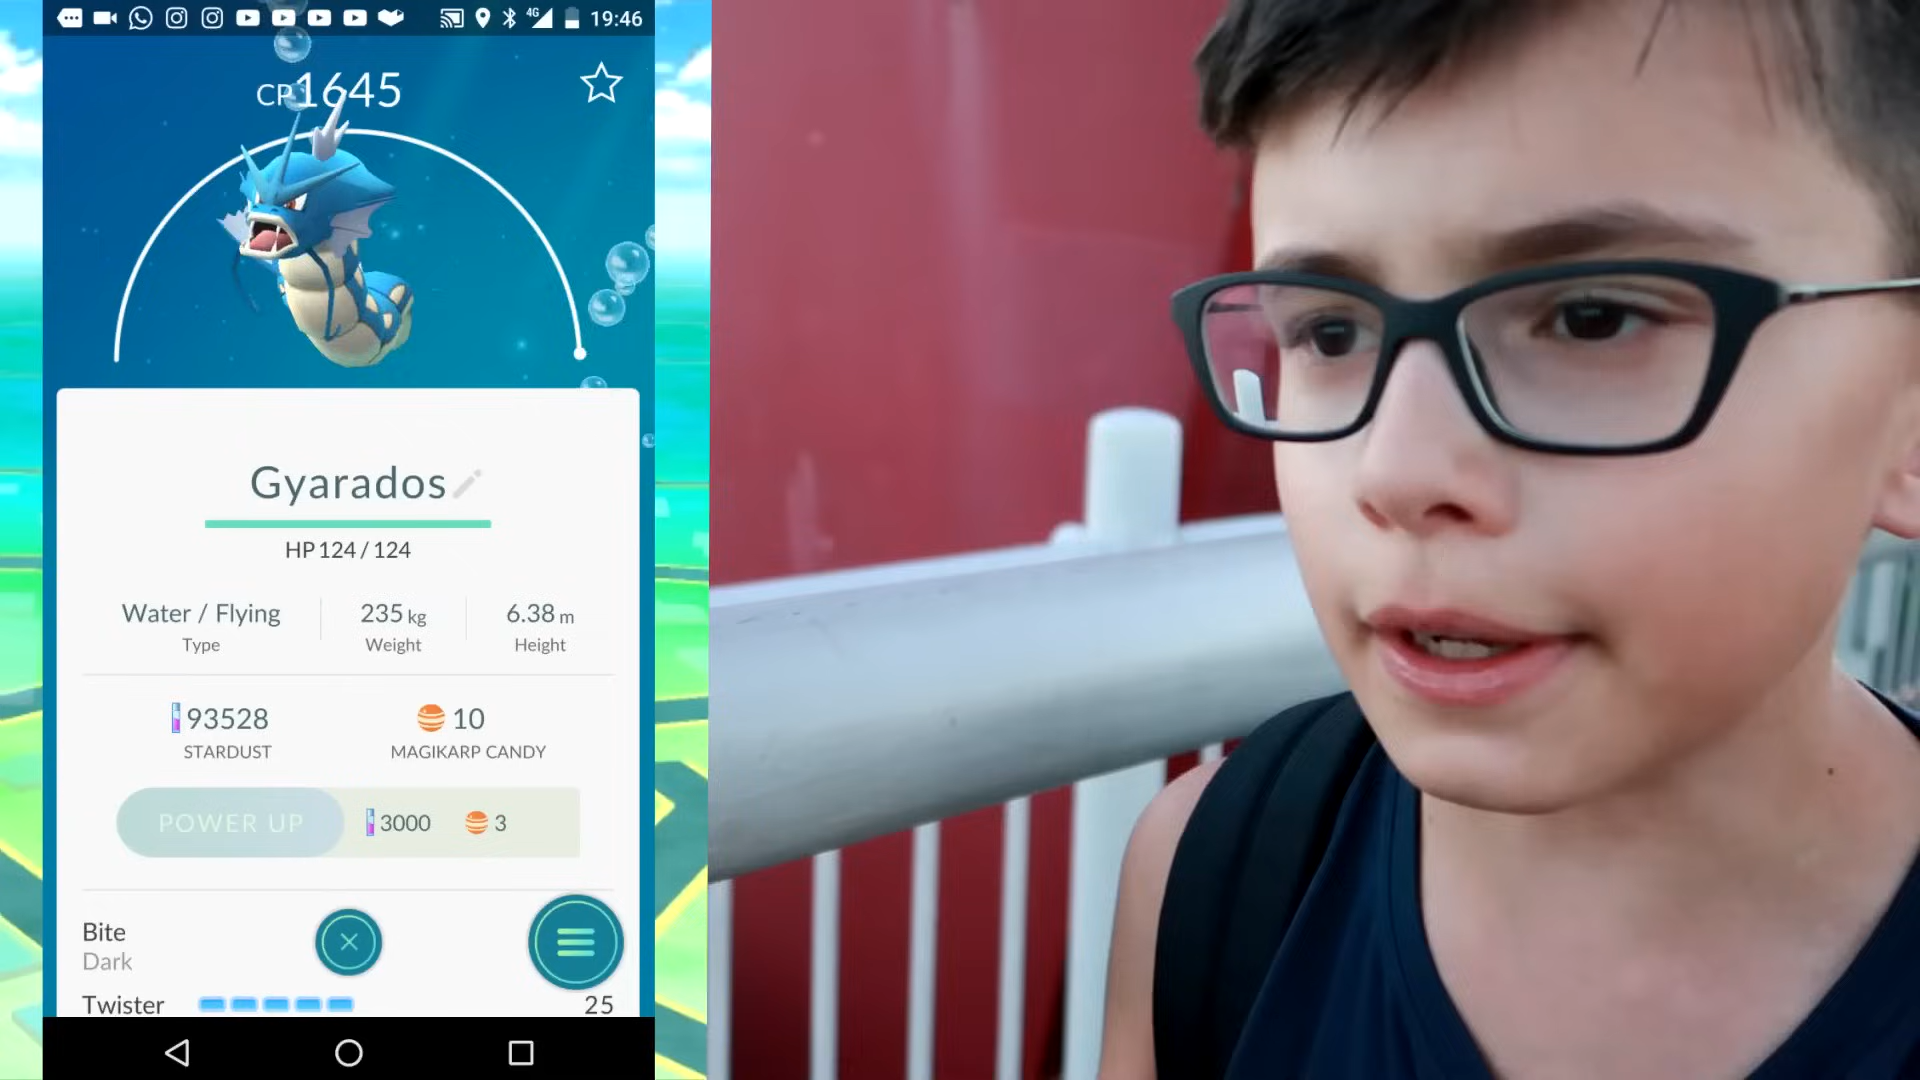 4G 19:46
CP1645
Gyarados
HP 124 / 124
Water / Flying
Type
235 kg
Weight
6.38 m
Height
93528
STARDUST
10
MAGIKARP CANDY
POWER UP 3000 3
Bite
Dark
Twister 25